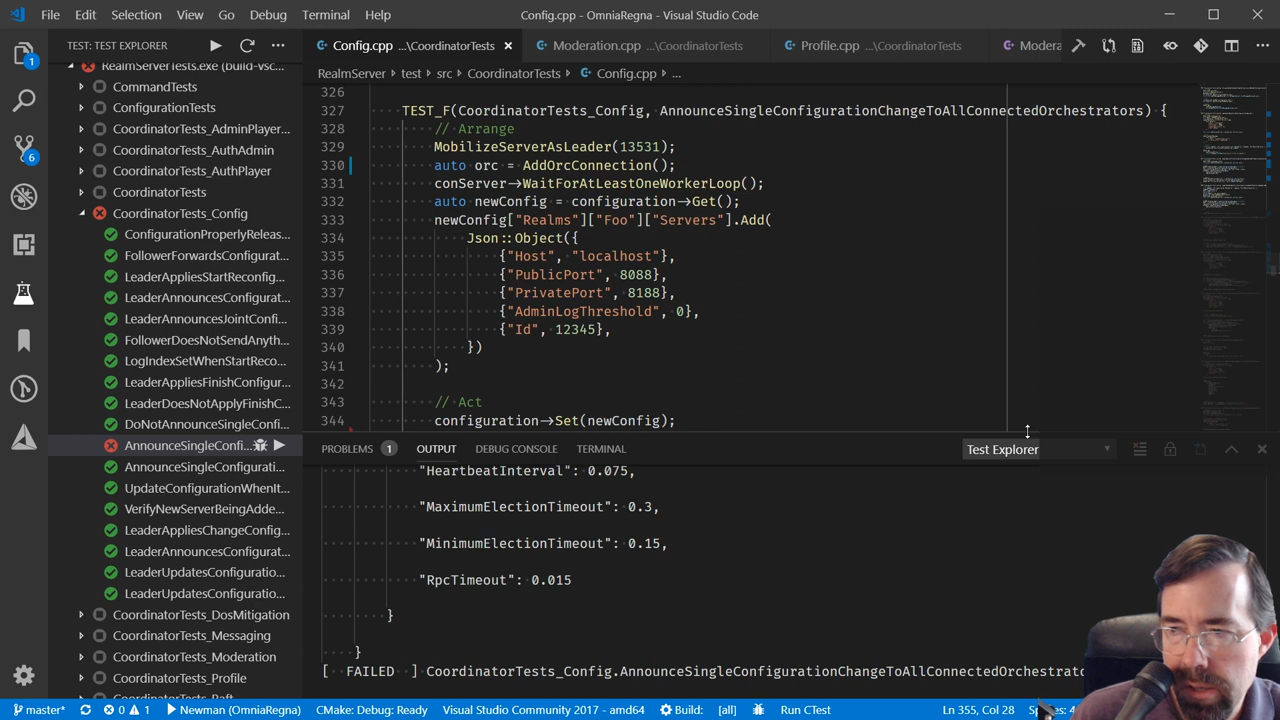 File Edit Selection View Go Debug Terminal Help Config.cpp - OmniaRegna - Visual Studio Code
TEST: TEST EXPLORER
Config.cpp ...\CoordinatorTests Moderation.cpp ...\CoordinatorTests Profile.cpp ...\CoordinatorTests Modera
RealmServer > test > src > CoordinatorTests > Config.cpp > ...
1
6
RealmServerTests.exe (build-vsc...
CommandTests
ConfigurationTests
CoordinatorTests_AdminPlayer...
CoordinatorTests_AuthAdmin
CoordinatorTests_AuthPlayer
CoordinatorTests
CoordinatorTests_Config
ConfigurationProperlyReleas...
FollowerForwardsConfigurat...
LeaderAppliesStartReconfig...
LeaderAnnouncesConfigurat...
LeaderAnnouncesJointConfi...
FollowerDoesNotSendAnyth...
LogIndexSetWhenStartReco...
LeaderAppliesFinishConfigur...
LeaderDoesNotApplyFinishC...
DoNotAnnounceSingleConfi...
AnnounceSingleConfi...
AnnounceSingleConfigurati...
UpdateConfigurationWhenIt...
VerifyNewServerBeingAdde...
LeaderAppliesChangeConfig...
LeaderAnnouncesConfigurat...
LeaderUpdatesConfiguratio...
LeaderUpdatesConfiguratio...
CoordinatorTests_DosMitigation
CoordinatorTests_Messaging
CoordinatorTests_Moderation
CoordinatorTests_Profile
CoordinatorTests_Raft
326
327 TEST_F(CoordinatorTests_Config, AnnounceSingleConfigurationChangeToAllConnectedOrchestrators) {
328 // Arrange
329 MobilizeServerAsLeader(13531);
330 auto orc = AddOrcConnection();
331 conServer->WaitForAtLeastOneWorkerLoop();
332 auto newConfig = configuration->Get();
333 newConfig["Realms"]["Foo"]["Servers"].Add(
334 Json::Object({
335 {"Host", "localhost"},
336 {"PublicPort", 8088},
337 {"PrivatePort", 8188},
338 {"AdminLogThreshold", 0},
339 {"Id", 12345},
340 })
341 );
342
343 // Act
344 configuration->Set(newConfig);
PROBLEMS 1 OUTPUT DEBUG CONSOLE TERMINAL Test Explorer
"HeartbeatInterval": 0.075,
"MaximumElectionTimeout": 0.3,
"MinimumElectionTimeout": 0.15,
"RpcTimeout": 0.015
}
}
[ FAILED ] CoordinatorTests_Config.AnnounceSingleConfigurationChangeToAllConnectedOrchestrato
master* 0 1 Newman (OmniaRegna) CMake: Debug: Ready Visual Studio Community 2017 - amd64 Build: [all] Run CTest Ln 355, Col 28 Spaces: 4